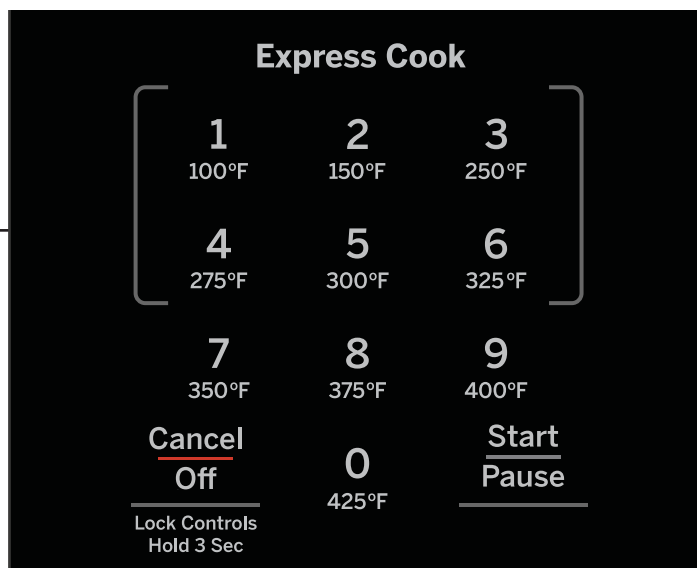 Express Cook
1 2 3
100°F 150°F 250°F
4 5 6
275°F 300°F 325°F
7 8 9
350°F 375°F 400°F
Cancel
Off
0
425°F
Start
Pause
Lock Controls
Hold 3 Sec